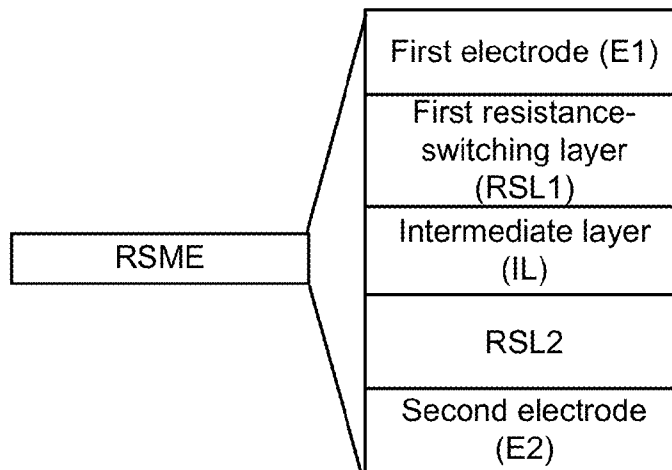 RSME
First electrode (E1)
First resistance-
switching layer
(RSL1)
Intermediate layer
(IL)
RSL2
Second electrode
(E2)